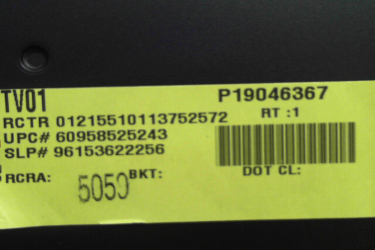 TV01 P19046367
RCTR 01215510113752572 RT :1
UPC# 60958525243
SLP# 96153622256
RCRA: 5050 BKT: DOT CL: